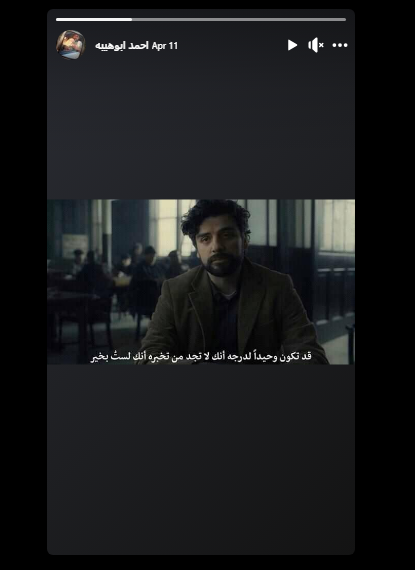 احمد ابوهيبه Apr 11
قد تكون وحيداً لدرجه أنك لا تجد من تخبره أنك لستُ بخير